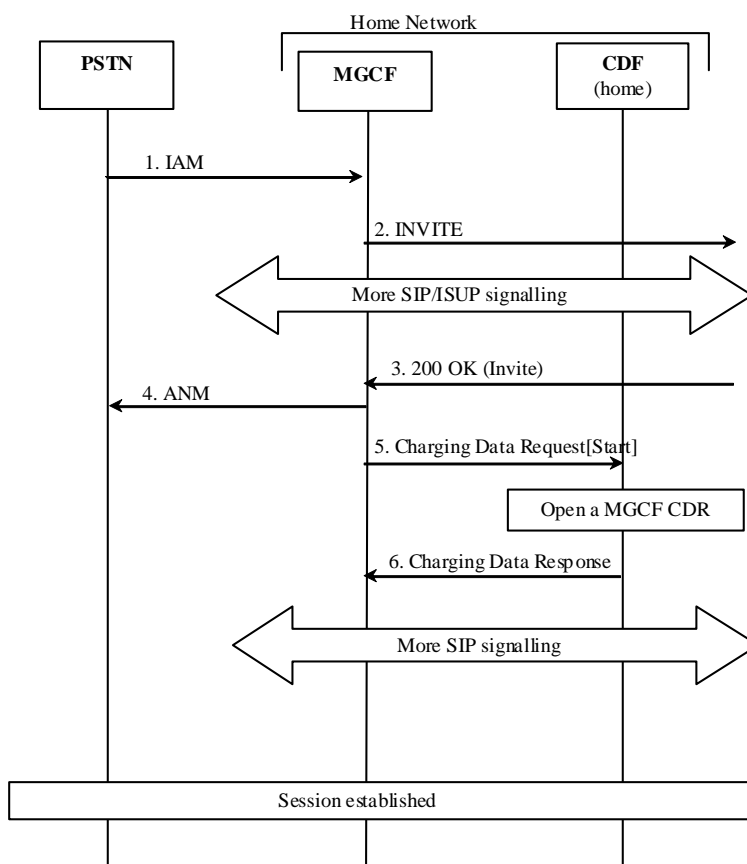 Home Network
PSTN
MGCF
CDF
(home)
1. IAM
2. INVITE
More SIP/ISUP signalling
3. 200 OK (Invite)
4. ANM
5. Charging Data Request[Start]
Open a MGCF CDR
6. Charging Data Response
More SIP signalling
Session established